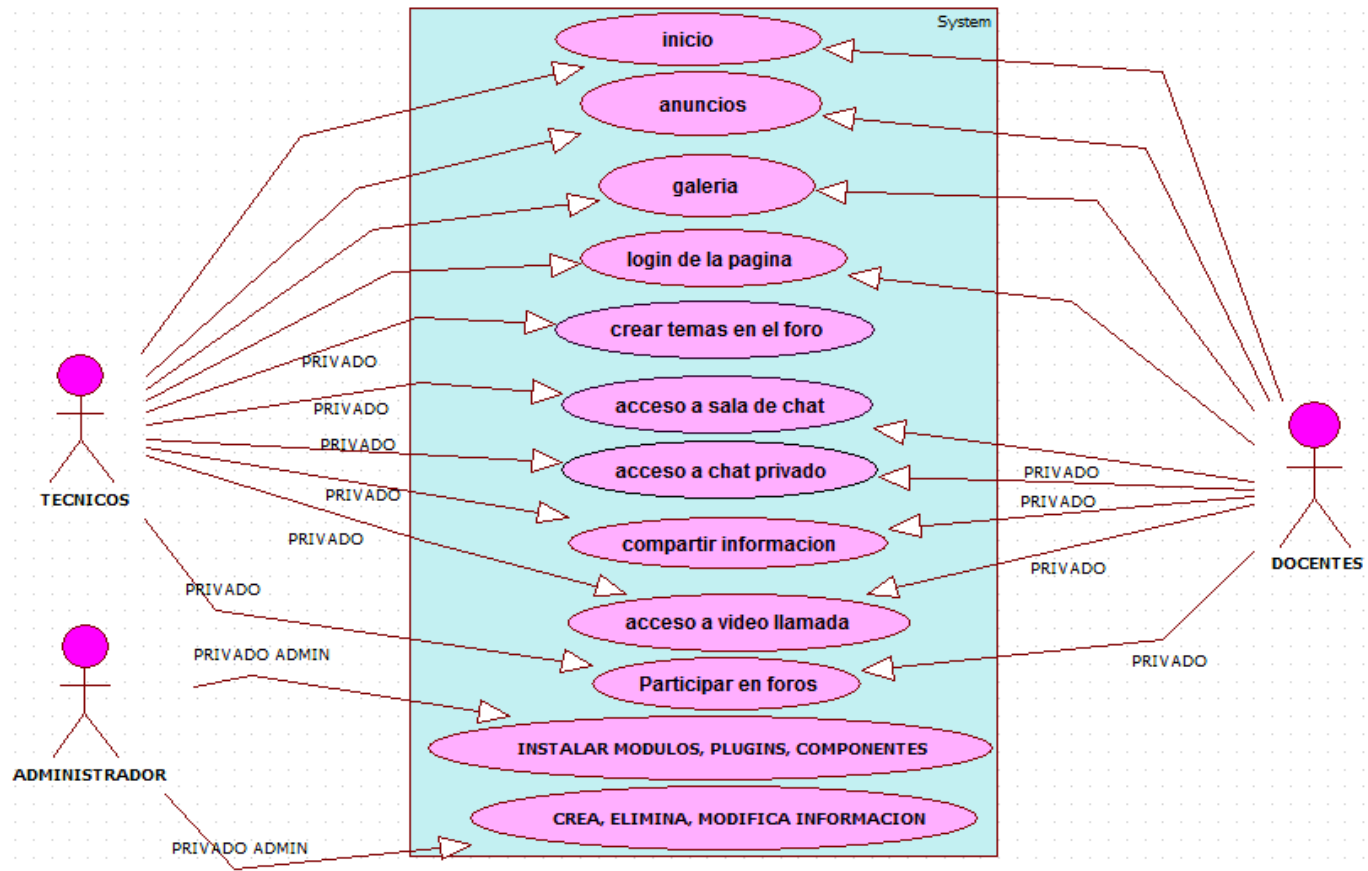 System
inicio
anuncios
galeria
login de la pagina
crear temas en el foro
PRIVADO
acceso a sala de chat
PRIVADO
PRIVADO
acceso a chat privado
PRIVADO
PRIVADO
PRIVADO
TECNICOS
compartir informacion
PRIVADO
DOCENTES
PRIVADO
PRIVADO
acceso a video llamada
PRIVADO ADMIN
PRIVADO
Participar en foros
INSTALAR MODULOS, PLUGINS, COMPONENTES
ADMINISTRADOR
CREA, ELIMINA, MODIFICA INFORMACION
PRIVADO ADMIN